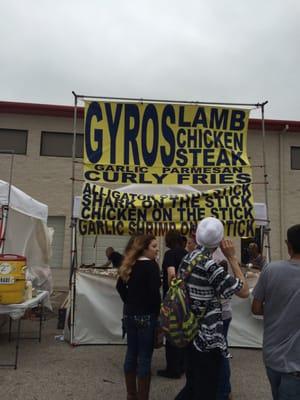 GYROS
LAMB
CHICKEN
STEAK
GARLIC PARMESAN
CURLY FRIES
ALLIGATOR ON THE STICK
SHARK ON THE STICK
CHICKEN ON THE STICK
GARLIC SHRIMP ON THE STICK